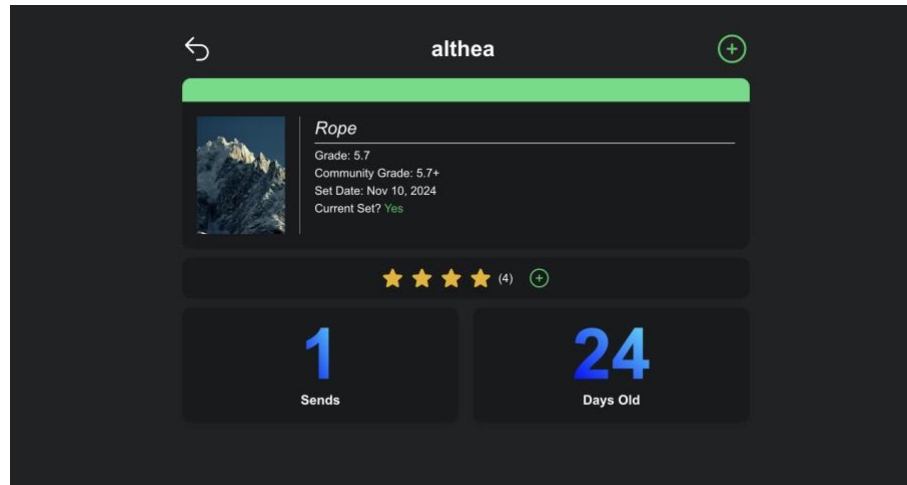 althea
Rope
Grade: 5.7
Community Grade: 5.7+
Set Date: Nov 10, 2024
Current Set? Yes
(4)
1
Sends
24
Days Old